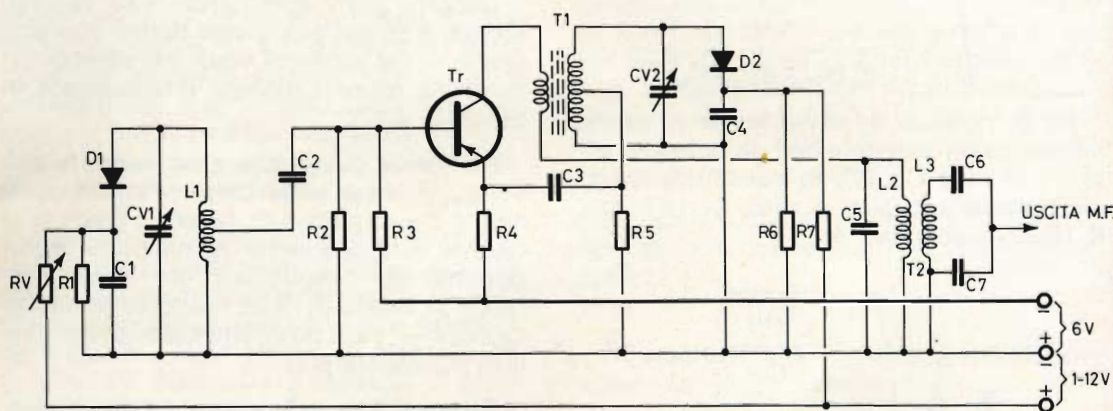 T1
Tr
CV2
D2
C4
D1
CV1
L1
C2
C3
L2
L3
C6
USCITA M.F.
RV
R1
C1
R2
R3
R4
R5
R6
R7
C5
T2
C7
−
6 V
+
−
1-12V
+